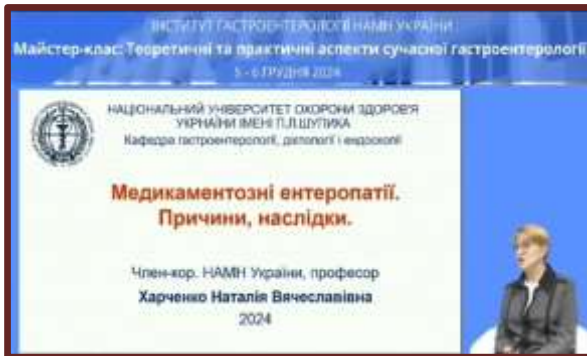 ІНСТИТУТ ГАСТРОЕНТЕРОЛОГІЇ НАМН УКРАЇНИ
Майстер-клас: Теоретичні та практичні аспекти сучасної гастроентерології
5 - 6 ГРУДНЯ 2024
НАЦІОНАЛЬНИЙ УНІВЕРСИТЕТ ОХОРОНИ ЗДОРОВ'Я
УКРНАЇНИ ІМЕНІ П.Л.ШУПИКА
Кафедра гастроентерології, дієтології і ендоскопії
Медикаментозні ентеропатії.
Причини, наслідки.
Член-кор. НАМН України, професор
Харченко Наталія Вячеславівна
2024